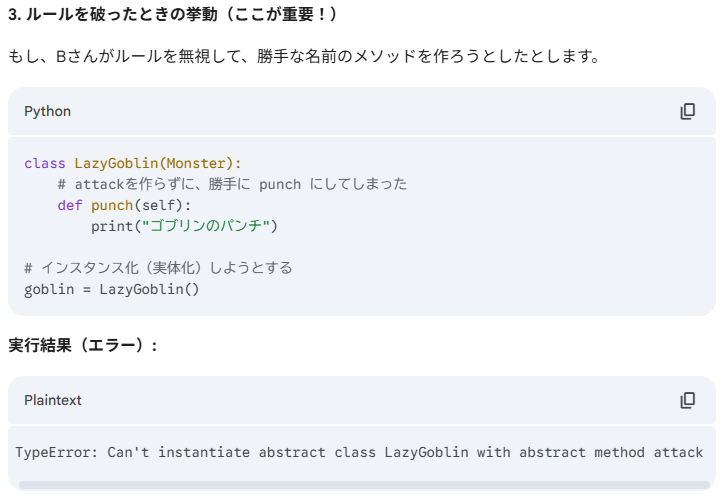 3. ルールを破ったときの挙動（ここが重要！）
もし、Bさんがルールを無視して、勝手な名前のメソッドを作ろうとしたとします。
Python
class LazyGoblin(Monster):
    # attackを作らずに、勝手に punch にしてしまった
    def punch(self):
        print("ゴブリンのパンチ")
# インスタンス化（実体化）しようとする
goblin = LazyGoblin()
実行結果（エラー）:
Plaintext
TypeError: Can't instantiate abstract class LazyGoblin with abstract method attack